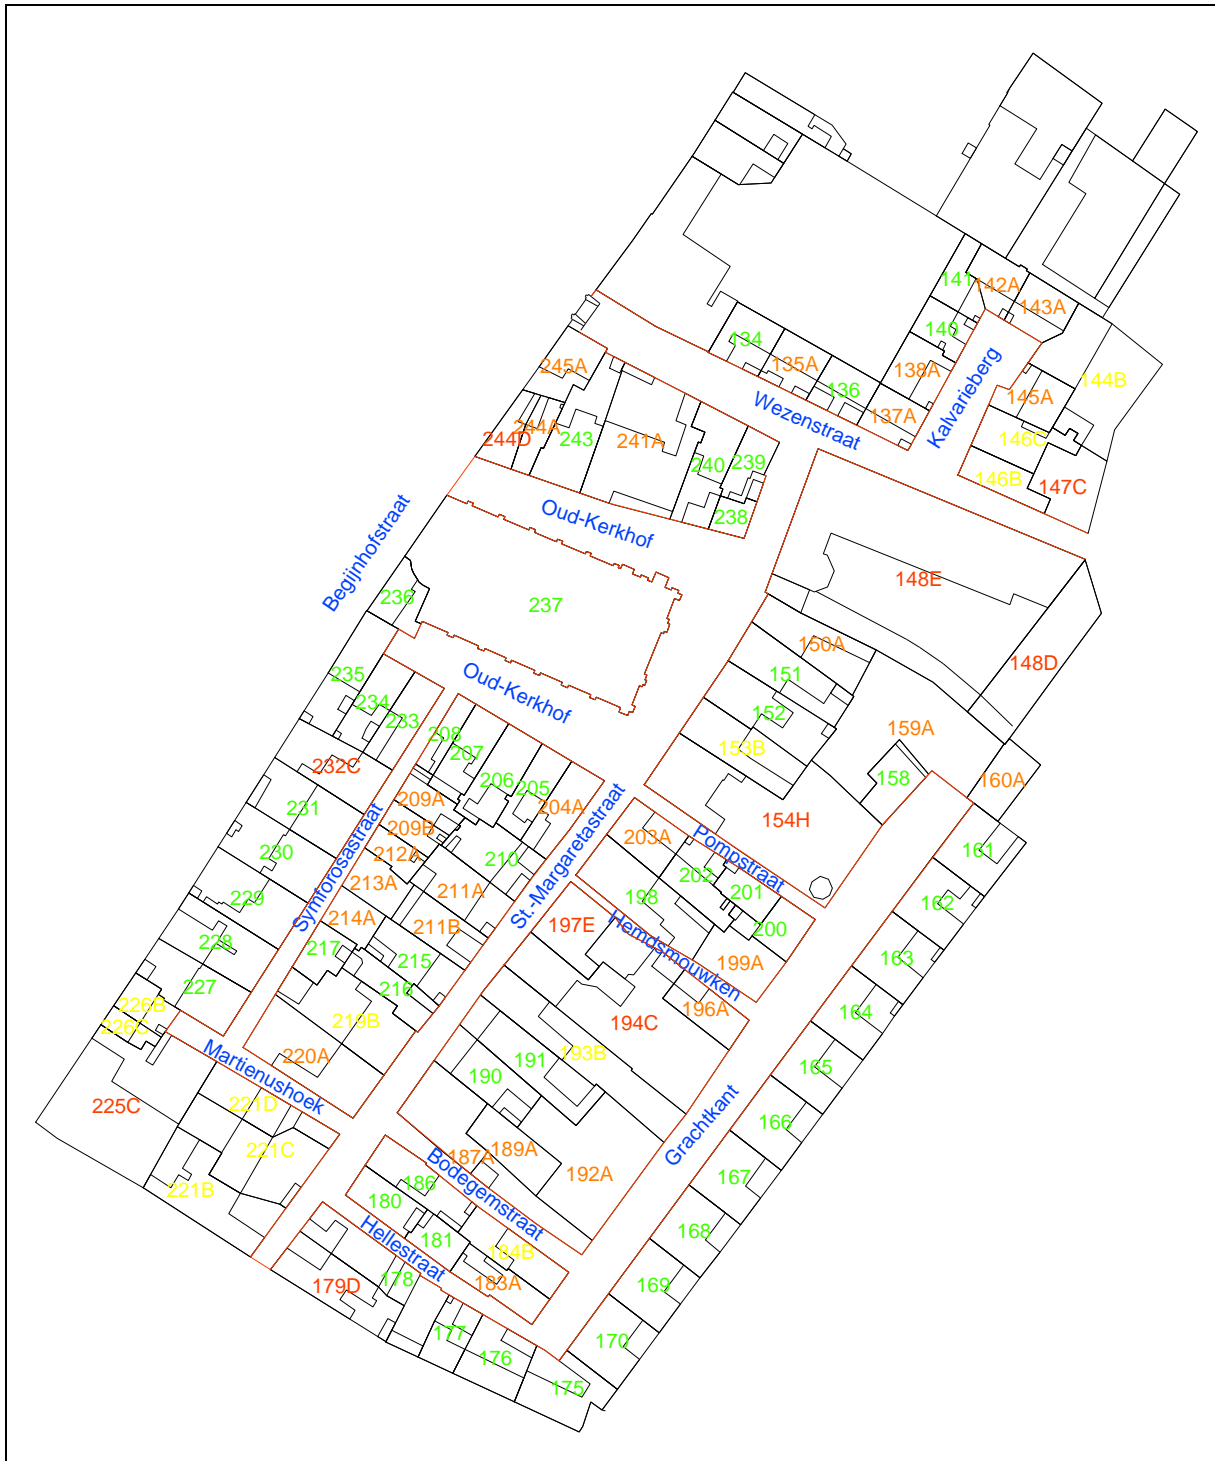 141
142A
143A
140
134
135A
138A
136
245A
144B
145A
137A
Wezenstraat
Kalvarieberg
244A
244D
243
241A
240
239
146C
146B
147C
238
Oud-Kerkhof
Begijnhofstraat
148E
236
237
150A
148D
235
151
234
Oud-Kerkhof
152
233
208
207
153B
159A
232C
206
205
158
160A
209A
204A
231
209B
203A
Pompstraat
154H
230
212A
210
161
213A
211A
202
201
229
Symforosastraat
St.-Margaretastraat
198
214A
211B
197E
Hemdsmouwken
200
162
228
217
215
199A
163
227
216
196A
226B
219B
194C
164
226C
220A
Martienushoek
191
193B
165
190
225C
221D
Grachtkant
166
221C
189A
187A
192A
167
221B
186
Bodegemstraat
180
168
Hellestraat
181
184B
179D
178
183A
169
177
176
170
175